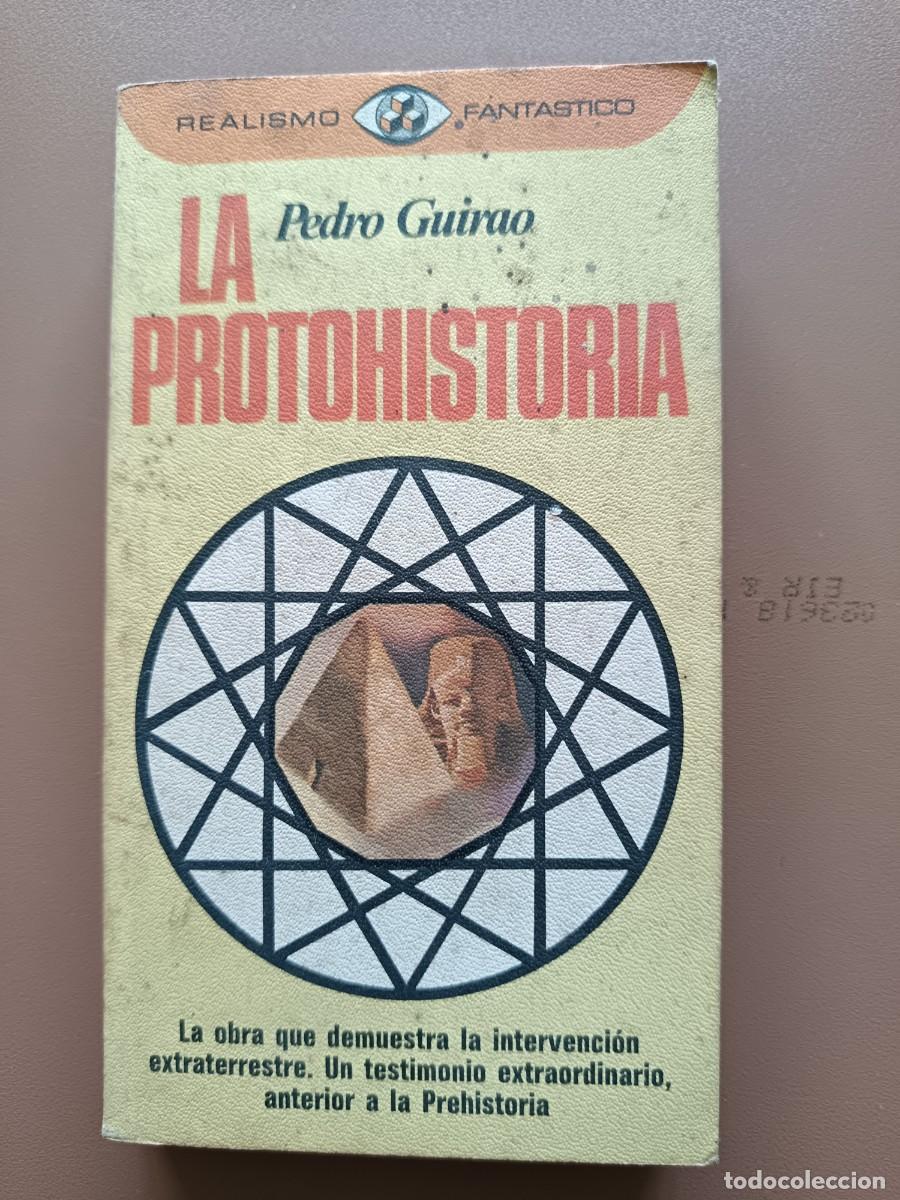 REALISMO FANTASTICO
Pedro Guirao
LA
PROTOHISTORIA
La obra que demuestra la intervención
extraterrestre. Un testimonio extraordinario,
anterior a la Prehistoria
todocoleccion